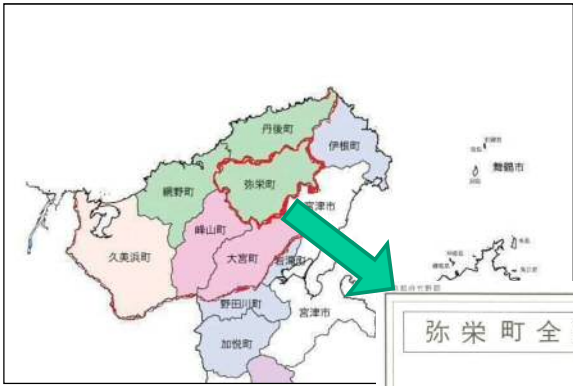 丹後町
伊根町
舞鶴市
網野町
弥栄町
宮津市
峰山町
久美浜町
大宮町
岩滝町
野田川町
宮津市
加悦町
弥栄町全